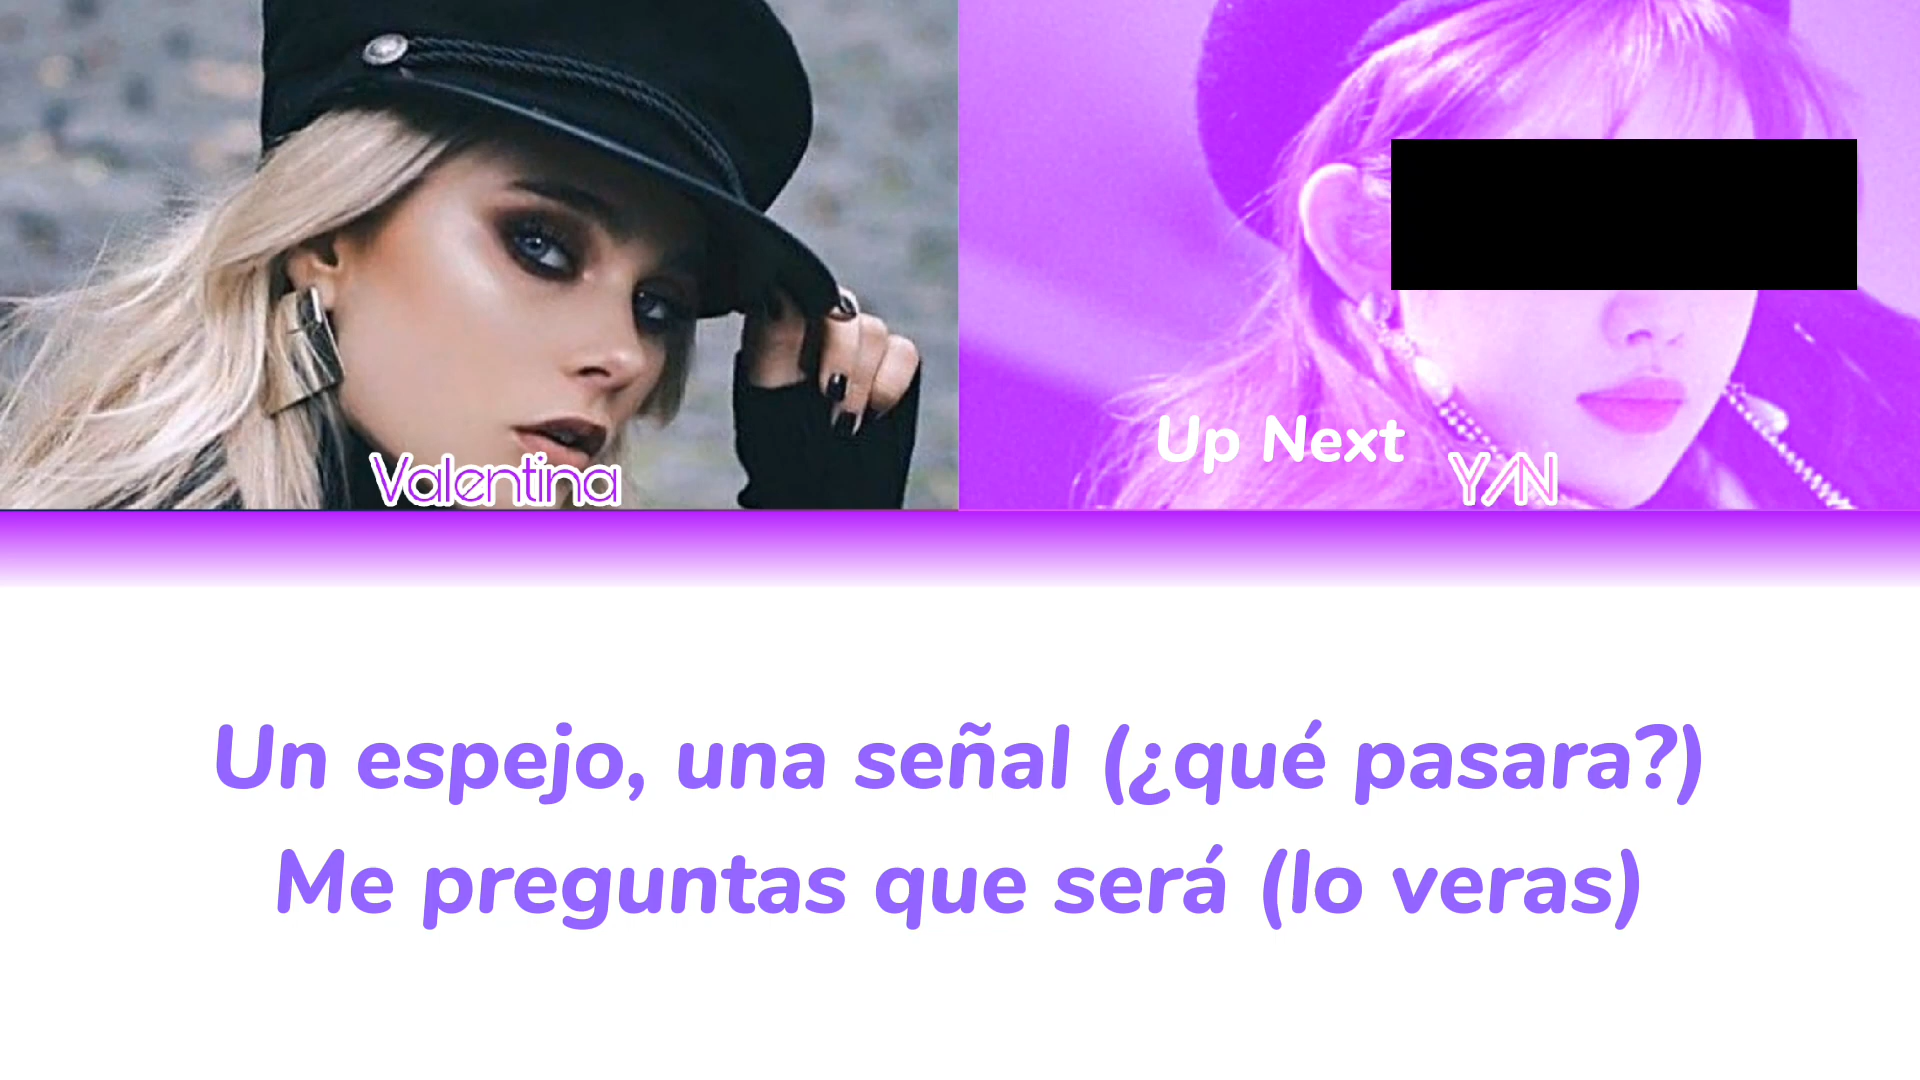 Valentina
Up Next
Y/N
Un espejo, una señal (¿qué pasara?)
Me preguntas que será (lo veras)